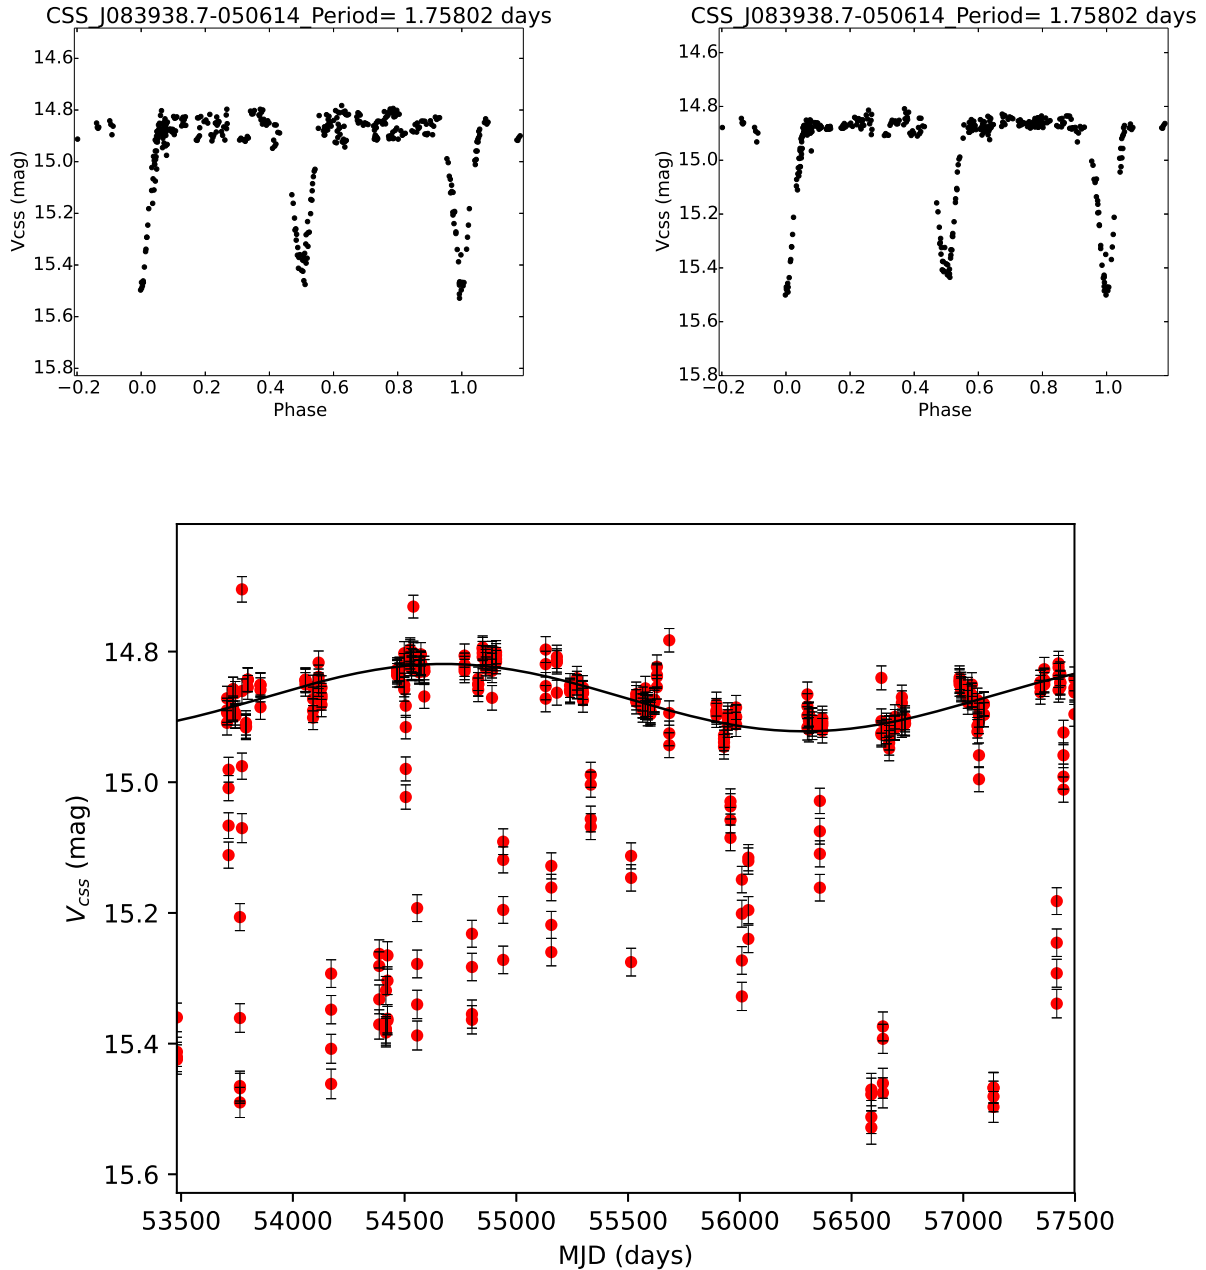 CSS_J083938.7-050614_Period= 1.75802 days
14.6
14.8
15.0
15.2
15.4
15.6
15.8
Vcss (mag)
−0.2 0.0 0.2 0.4 0.6 0.8 1.0
Phase
CSS_J083938.7-050614_Period= 1.75802 days
14.6
14.8
15.0
15.2
15.4
15.6
15.8
Vcss (mag)
−0.2 0.0 0.2 0.4 0.6 0.8 1.0
Phase
14.8
15.0
15.2
15.4
15.6
Vcss (mag)
53500 54000 54500 55000 55500 56000 56500 57000 57500
MJD (days)